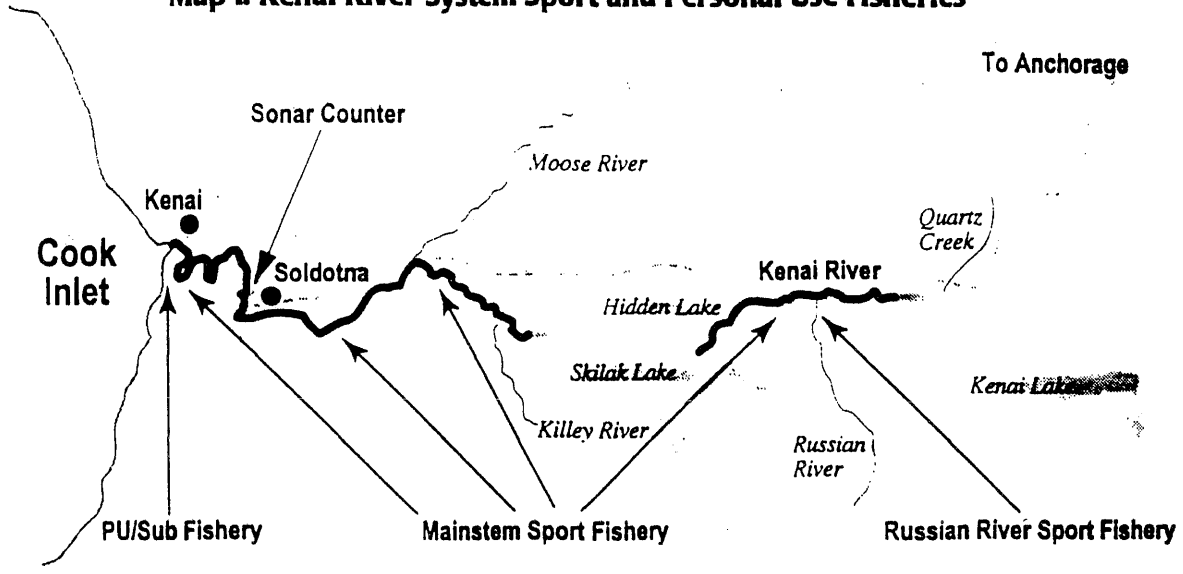 Map 1: Kenai River System Sport and Personal Use Fisheries
To Anchorage
Sonar Counter
Moose River
Kenai
Quartz
Creek
Cook
Inlet
Soldotna
Kenai River
Hidden Lake
Skilak Lake
Kenai Lake
Killey River
Russian
River
PU/Sub Fishery
Mainstem Sport Fishery
Russian River Sport Fishery